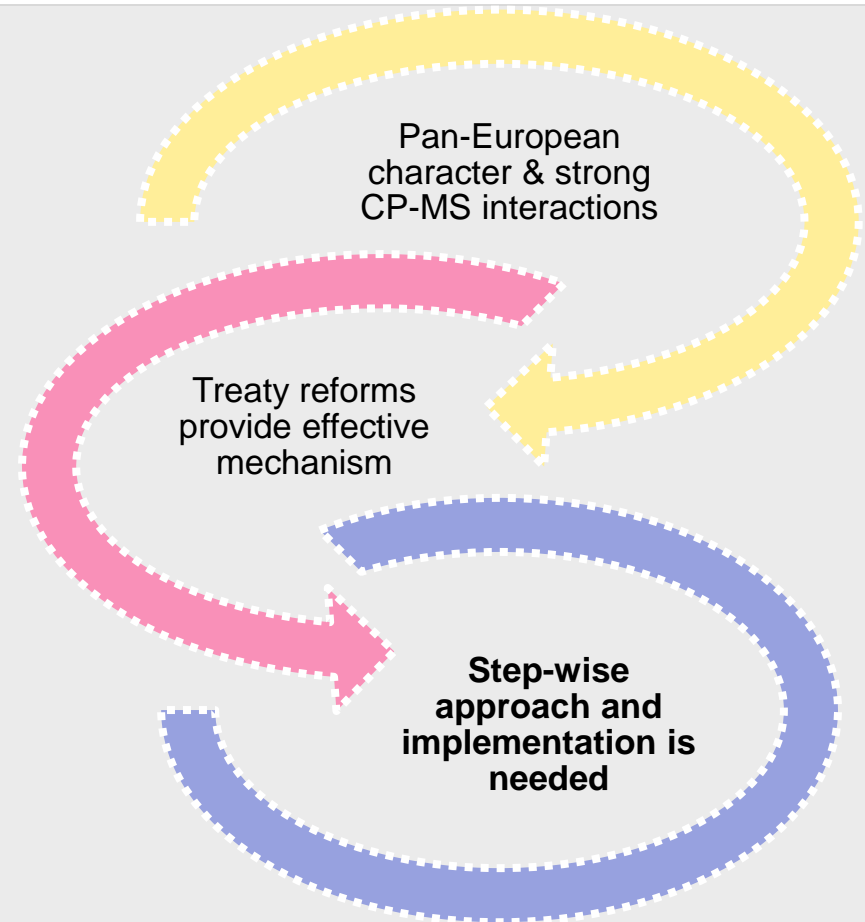 Pan-European
character & strong
CP-MS interactions
Treaty reforms
provide effective
mechanism
Step-wise
approach and
implementation is
needed